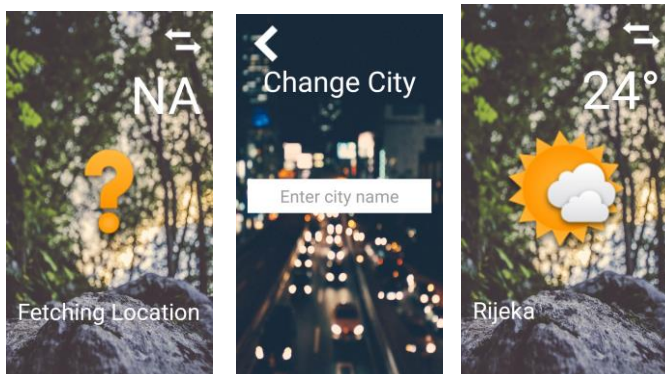 NA
Fetching Location
Change City
Enter city name
24°
Rijeka